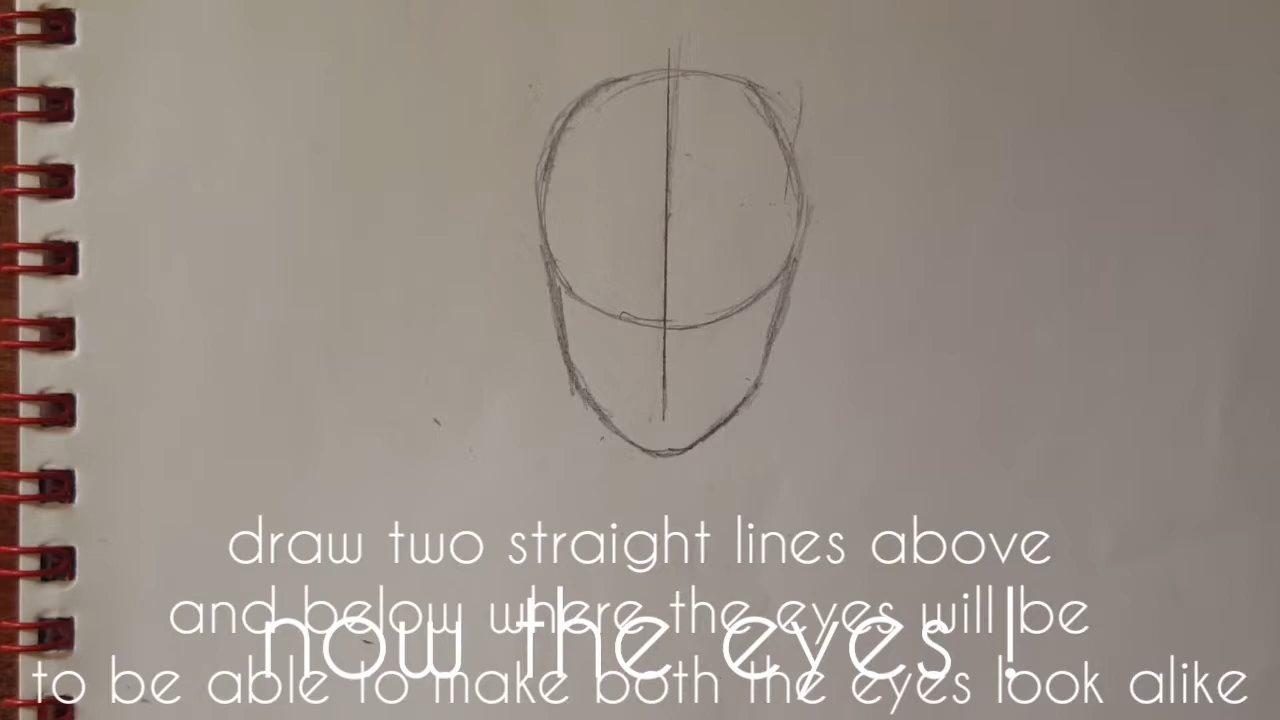 draw two straight lines above
and below where the eyes will be
now the eyes !
to be able to make both the eyes look alike